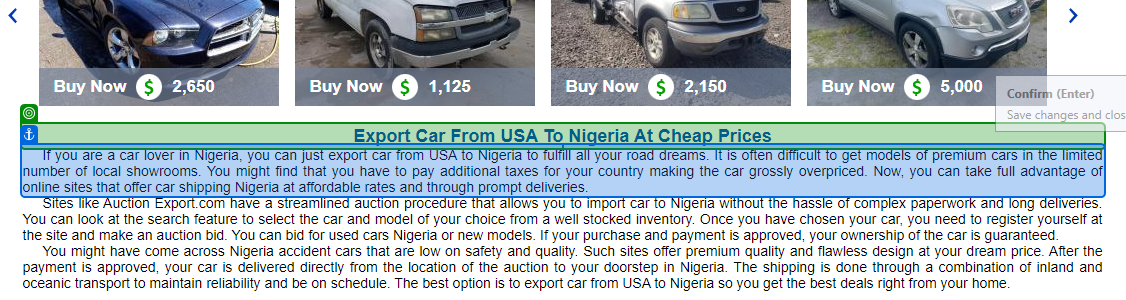 Buy Now $ 2,650
Buy Now $ 1,125
Buy Now $ 2,150
Buy Now $ 5,000
Confirm (Enter)
Save changes and clos
Export Car From USA To Nigeria At Cheap Prices
If you are a car lover in Nigeria, you can just export car from USA to Nigeria to fulfill all your road dreams. It is often difficult to get models of premium cars in the limited
number of local showrooms. You might find that you have to pay additional taxes for your country making the car grossly overpriced. Now, you can take full advantage of
online sites that offer car shipping Nigeria at affordable rates and through prompt deliveries.
Sites like Auction Export.com have a streamlined auction procedure that allows you to import car to Nigeria without the hassle of complex paperwork and long deliveries.
You can look at the search feature to select the car and model of your choice from a well stocked inventory. Once you have chosen your car, you need to register yourself at
the site and make an auction bid. You can bid for used cars Nigeria or new models. If your purchase and payment is approved, your ownership of the car is guaranteed.
You might have come across Nigeria accident cars that are low on safety and quality. Such sites offer premium quality and flawless design at your dream price. After the
payment is approved, your car is delivered directly from the location of the auction to your doorstep in Nigeria. The shipping is done through a combination of inland and
oceanic transport to maintain reliability and be on schedule. The best option is to export car from USA to Nigeria so you get the best deals right from your home.